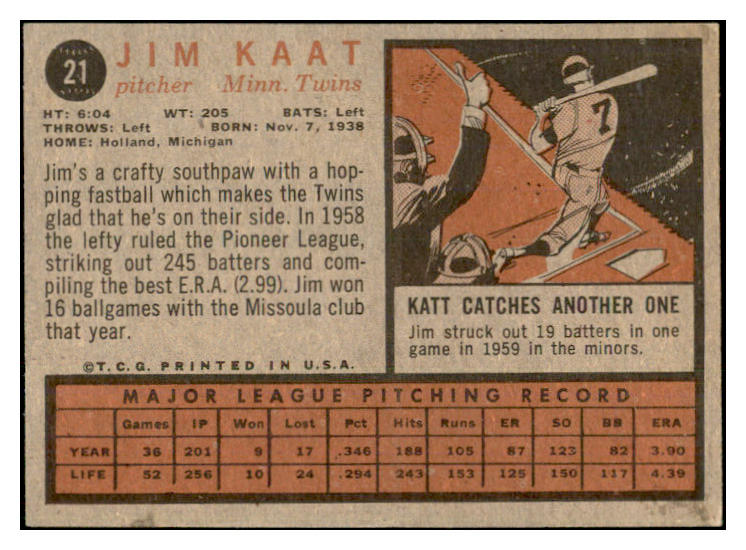 21
JIM KAAT
pitcher Minn. Twins
HT: 6:04 WT: 205 BATS: Left
THROWS: Left BORN: Nov. 7, 1938
HOME: Holland, Michigan
Jim's a crafty southpaw with a hop-
ping fastball which makes the Twins
glad that he's on their side. In 1958
the lefty ruled the Pioneer League,
striking out 245 batters and com-
piling the best E.R.A. (2.99). Jim won
16 ballgames with the Missoula club
that year.
©T.C.G. PRINTED IN U.S.A.
7
KATT CATCHES ANOTHER ONE
Jim struck out 19 batters in one
game in 1959 in the minors.
MAJOR LEAGUE PITCHING RECORD
Games IP Won Lost Pct Hits Runs ER SO BB ERA
YEAR 36 201 9 17 .346 188 105 87 123 82 3.90
LIFE 52 256 10 24 .294 243 153 125 150 117 4.39